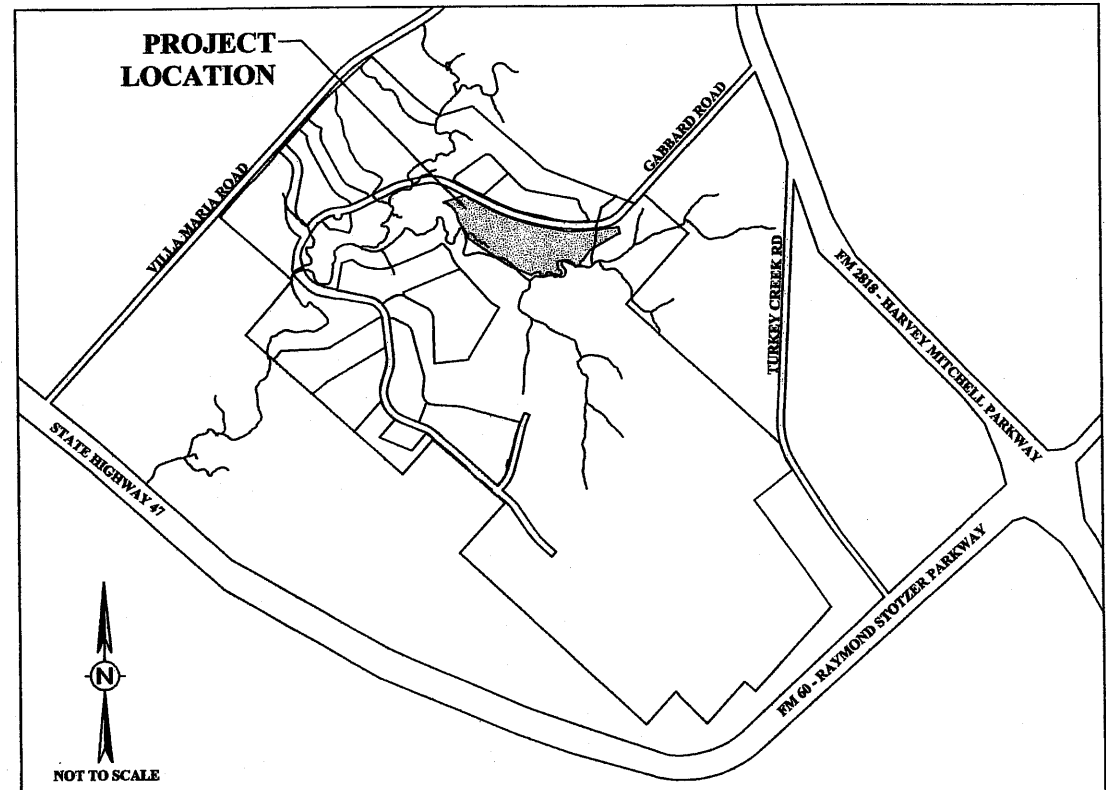 PROJECT
LOCATION
GABBARD ROAD
VILLA MARIA ROAD
TURKEY CREEK RD
FM 2818 - HARVEY MITCHELL PARKWAY
STATE HIGHWAY 47
FM 60 - RAYMOND STOTZER PARKWAY
N
NOT TO SCALE